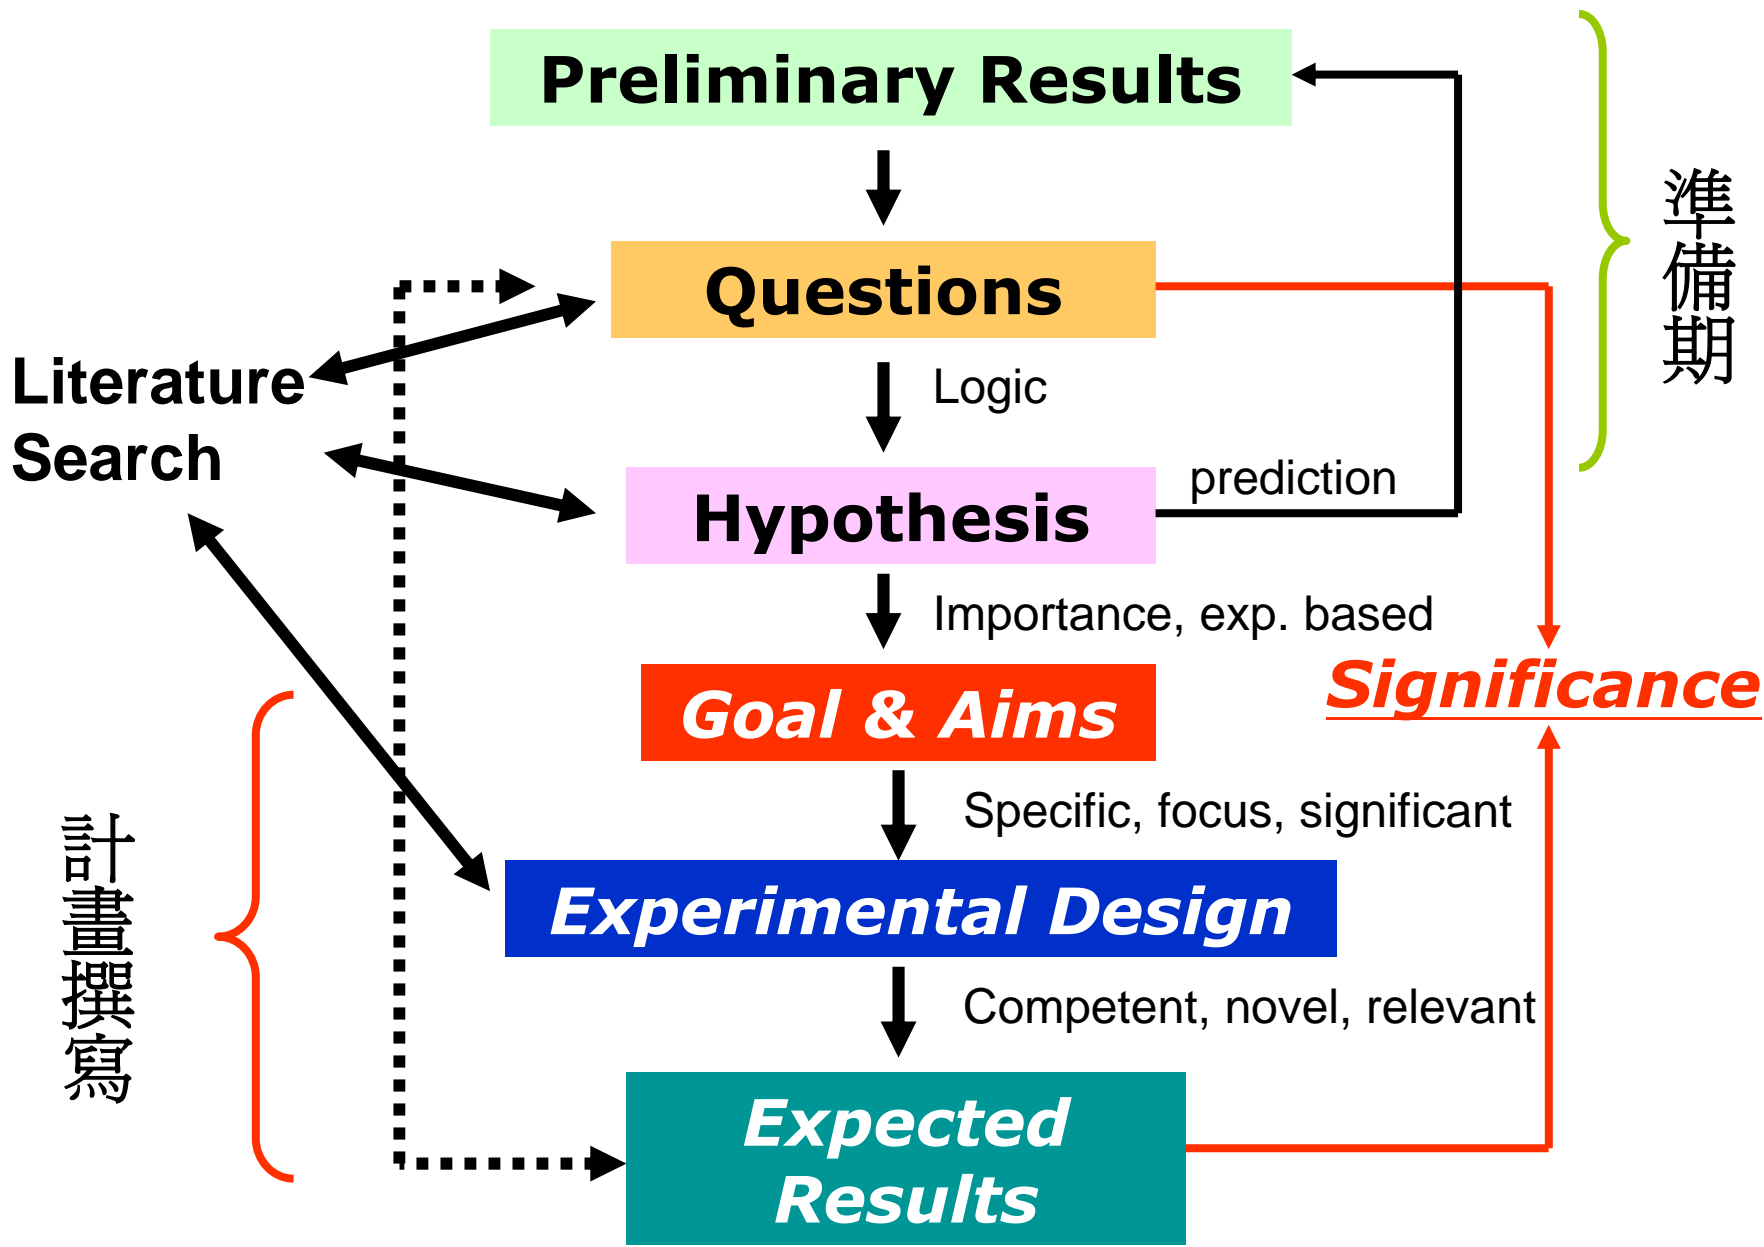 Preliminary Results
準備期
Questions
Literature
Search
Logic
Hypothesis
prediction
Importance, exp. based
Goal & Aims
Significance
Specific, focus, significant
計畫撰寫
Experimental Design
Competent, novel, relevant
Expected
Results